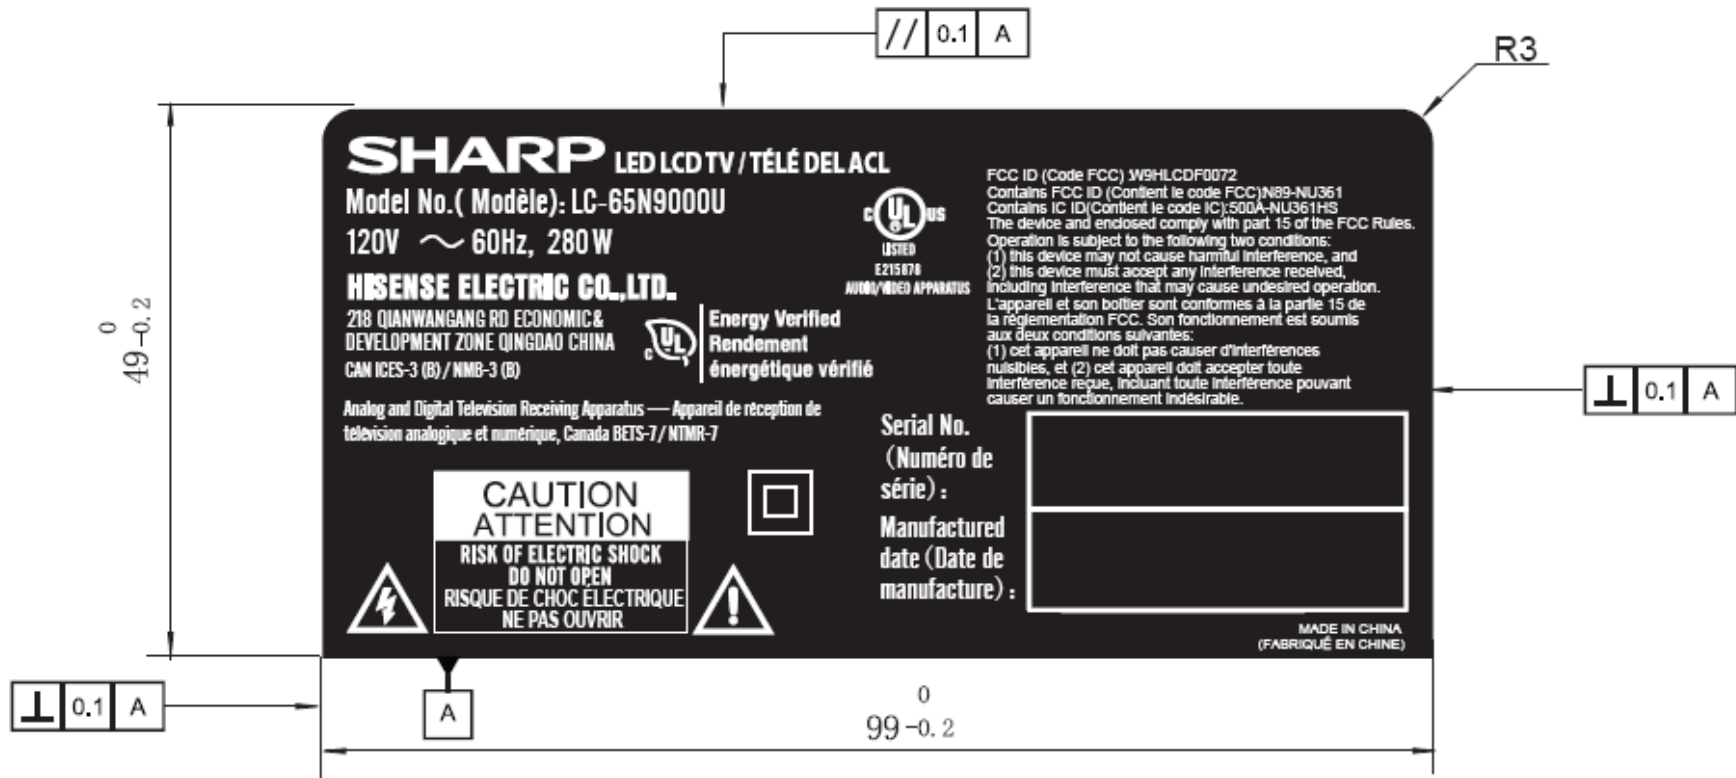 // 0.1 A
R3
SHARP LED LCD TV / TÉLÉ DEL ACL
Model No.( Modèle): LC-65N9000U
120V ～ 60Hz, 280W
HISENSE ELECTRIC CO.,LTD.
218 QIANWANGANG RD ECONOMIC&
DEVELOPMENT ZONE QINGDAO CHINA
CAN ICES-3 (B) / NMB-3 (B)
C UL US
LISTED
E215878
AUDIO/VIDEO APPARATUS
C UL
Energy Verified
Rendement
énergétique vérifié
Analog and Digital Television Receiving Apparatus — Appareil de réception de
télévision analogique et numérique, Canada BETS-7 / NTMR-7
FCC ID (Code FCC) :W9HLCDF0072
Contains FCC ID (Contient le code FCC):N89-NU361
Contains IC ID(Contient le code IC):500A-NU361HS
The device and enclosed comply with part 15 of the FCC Rules.
Operation is subject to the following two conditions:
(1) this device may not cause harmful interference, and
(2) this device must accept any interference received,
including interference that may cause undesired operation.
L'appareil et son boîtier sont conformes à la partie 15 de
la réglementation FCC. Son fonctionnement est soumis
aux deux conditions suivantes:
(1) cet appareil ne doit pas causer d'interférences
nuisibles, et (2) cet appareil doit accepter toute
interférence reçue, incluant toute interférence pouvant
causer un fonctionnement indésirable.
Serial No.
(Numéro de
série) :
Manufactured
date (Date de
manufacture) :
CAUTION
ATTENTION
RISK OF ELECTRIC SHOCK
DO NOT OPEN
RISQUE DE CHOC ÉLECTRIQUE
NE PAS OUVRIR
!
MADE IN CHINA
(FABRIQUÉ EN CHINE)
0
49 -0.2
⊥ 0.1 A
⊥ 0.1 A
A
0
99 -0.2